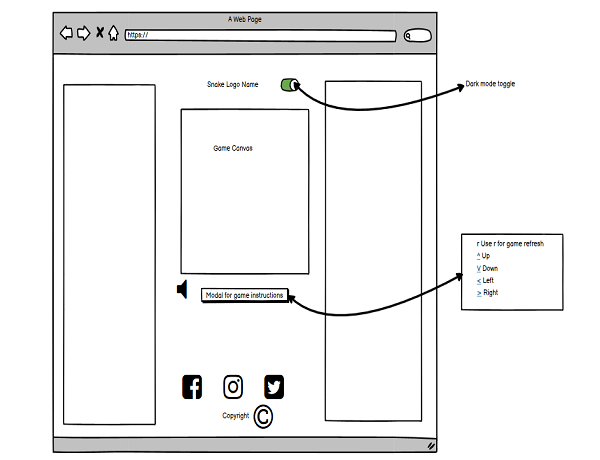 A Web Page
https://
Snake Logo Name
Dark mode toggle
Game Canvas
r Use r for game refresh
^ Up
V Down
< Left
> Right
Modal for game instructions
Copyright ©